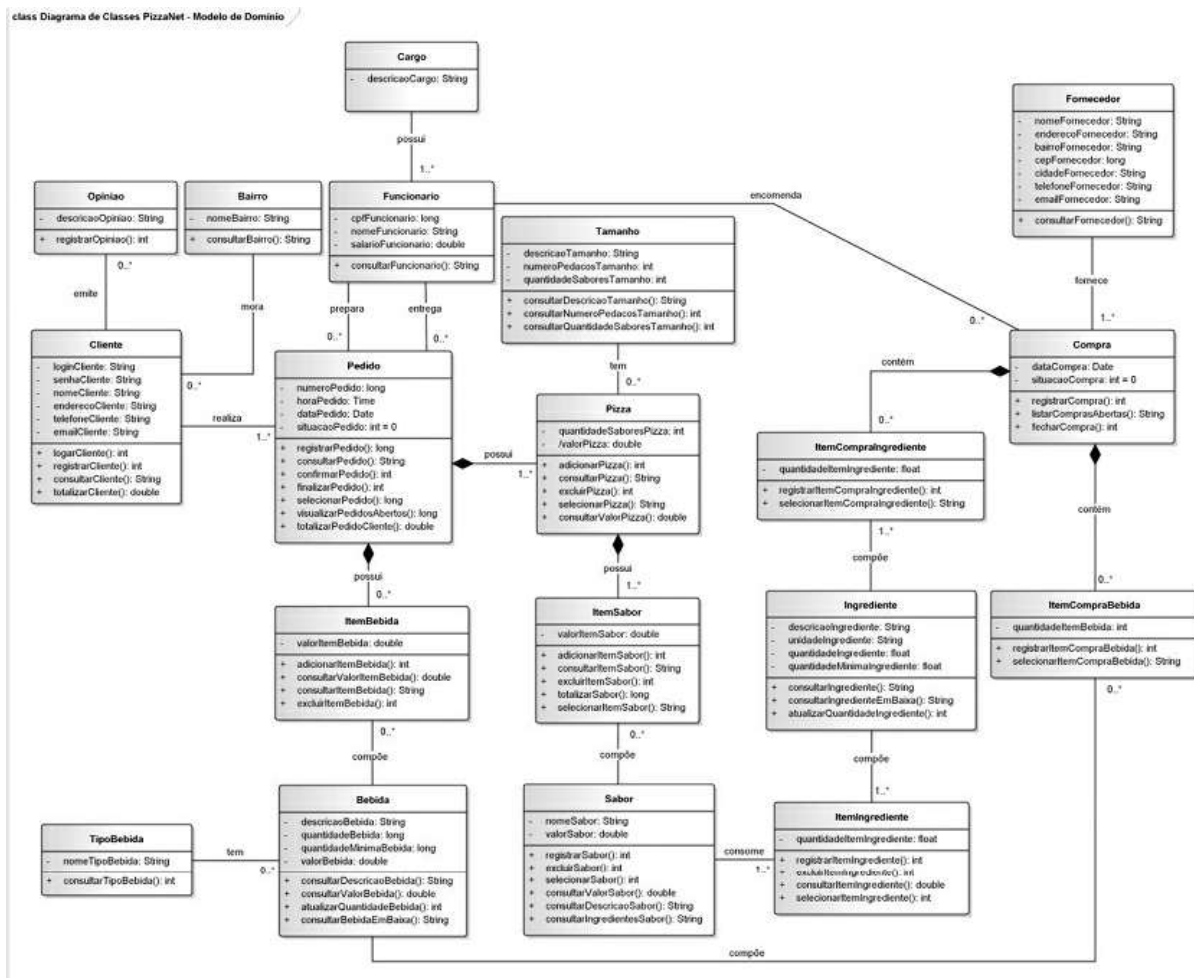 class Diagrama de Classes PizzaNet - Modelo de Domínio
Cargo
- descricaoCargo: String
possui
1..*
Fornecedor
- nomeFornecedor: String
- enderecoFornecedor: String
- bairroFornecedor: String
- cepFornecedor: long
- cidadeFornecedor: String
- telefoneFornecedor: String
- emailFornecedor: String
+ consultarFornecedor(): String
fornece
1..*
Opiniao
- descricaoOpiniao: String
+ registrarOpiniao(): int
0..*
emite
Bairro
- nomeBairro: String
+ consultarBairro(): String
mora
0..*
Funcionario
- cpfFuncionario: long
- nomeFuncionario: String
- salarioFuncionario: double
+ consultarFuncionario(): String
encomenda
0..*
prepara
0..*
entrega
0..*
Tamanho
- descricaoTamanho: String
- numeroPedacosTamanho: int
- quantidadeSaboresTamanho: int
+ consultarDescricaoTamanho(): String
+ consultarNumeroPedacosTamanho(): int
+ consultarQuantidadeSaboresTamanho(): int
tem
0..*
Cliente
- loginCliente: String
- senhaCliente: String
- nomeCliente: String
- enderecoCliente: String
- telefoneCliente: String
- emailCliente: String
+ logarCliente(): int
+ registrarCliente(): int
+ consultarCliente(): String
+ totalizarCliente(): double
realiza
1..*
Pedido
- numeroPedido: long
- horaPedido: Time
- dataPedido: Date
- situacaoPedido: int = 0
+ registrarPedido(): long
+ consultarPedido(): String
+ confirmarPedido(): int
+ finalizarPedido(): int
+ selecionarPedido(): long
+ visualizarPedidosAbertos(): long
+ totalizarPedidoCliente(): double
possui
1..*
Pizza
quantidadeSaboresPizza: int
- /valorPizza: double
+ adicionarPizza(): int
+ consultarPizza(): String
+ excluirPizza(): int
+ selecionarPizza(): String
+ consultarValorPizza(): double
Compra
- dataCompra: Date
- situacaoCompra: int = 0
+ registrarCompra(): int
+ listarComprasAbertas(): String
+ fecharCompra(): int
contém
0..*
ItemCompraIngrediente
- quantidadeItemIngrediente: float
+ registrarItemCompraIngrediente(): int
+ selecionarItemCompraIngrediente(): String
1..*
compõe
contém
0..*
possui
0..*
possui
1..*
ItemBebida
- valorItemBebida: double
+ adicionarItemBebida(): int
+ consultarValorItemBebida(): double
+ consultarItemBebida(): String
+ excluirItemBebida(): int
0..*
compõe
ItemSabor
- valorItemSabor: double
+ adicionarItemSabor(): int
+ consultarItemSabor(): String
+ excluirItemSabor(): int
+ totalizarSabor(): long
+ selecionarItemSabor(): String
0..*
compõe
Ingrediente
- descricaoIngrediente: String
- unidadeIngrediente: String
- quantidadeIngrediente: float
- quantidadeMinimaIngrediente: float
+ consultarIngrediente(): String
+ consultarIngredienteEmBaixa(): String
+ atualizarQuantidadeIngrediente(): int
compõe
1..*
ItemCompraBebida
- quantidadeItemBebida: int
+ registrarItemCompraBebida(): int
+ selecionarItemCompraBebida(): String
0..*
TipoBebida
- nomeTipoBebida: String
+ consultarTipoBebida(): int
tem
0..*
Bebida
- descricaoBebida: String
- quantidadeBebida: long
- quantidadeMinimaBebida: long
- valorBebida: double
+ consultarDescricaoBebida(): String
+ consultarValorBebida(): double
+ atualizarQuantidadeBebida(): int
+ consultarBebidaEmBaixa(): String
Sabor
- nomeSabor: String
- valorSabor: double
+ registrarSabor(): int
+ excluirSabor(): int
+ selecionarSabor(): int
+ consultarValorSabor(): double
+ consultarDescricaoSabor(): String
+ consultarIngredientesSabor(): String
consome
1..*
ItemIngrediente
- quantidadeItemIngrediente: float
+ registrarItemIngrediente(): int
+ excluirItemIngrediente(): int
+ consultarItemIngrediente(): double
+ selecionarItemIngrediente(): int
compõe